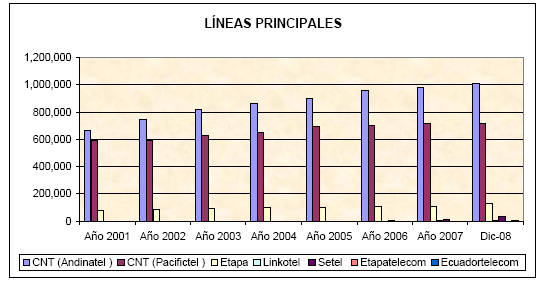 LÍNEAS PRINCIPALES
1,200,000
1,000,000
800,000
600,000
400,000
200,000
0
Año 2001 Año 2002 Año 2003 Año 2004 Año 2005 Año 2006 Año 2007 Dic-08
CNT (Andinatel ) CNT (Pacifictel ) Etapa Linkotel Setel Etapatelecom Ecuadortelecom